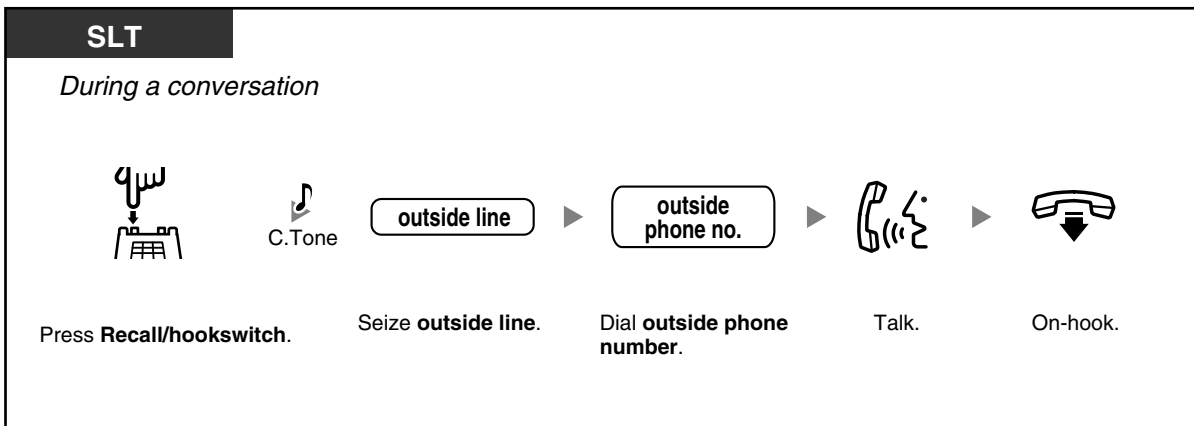 SLT
During a conversation
C.Tone
outside line
outside
phone no.
Press Recall/hookswitch.
Seize outside line.
Dial outside phone
number.
Talk.
On-hook.